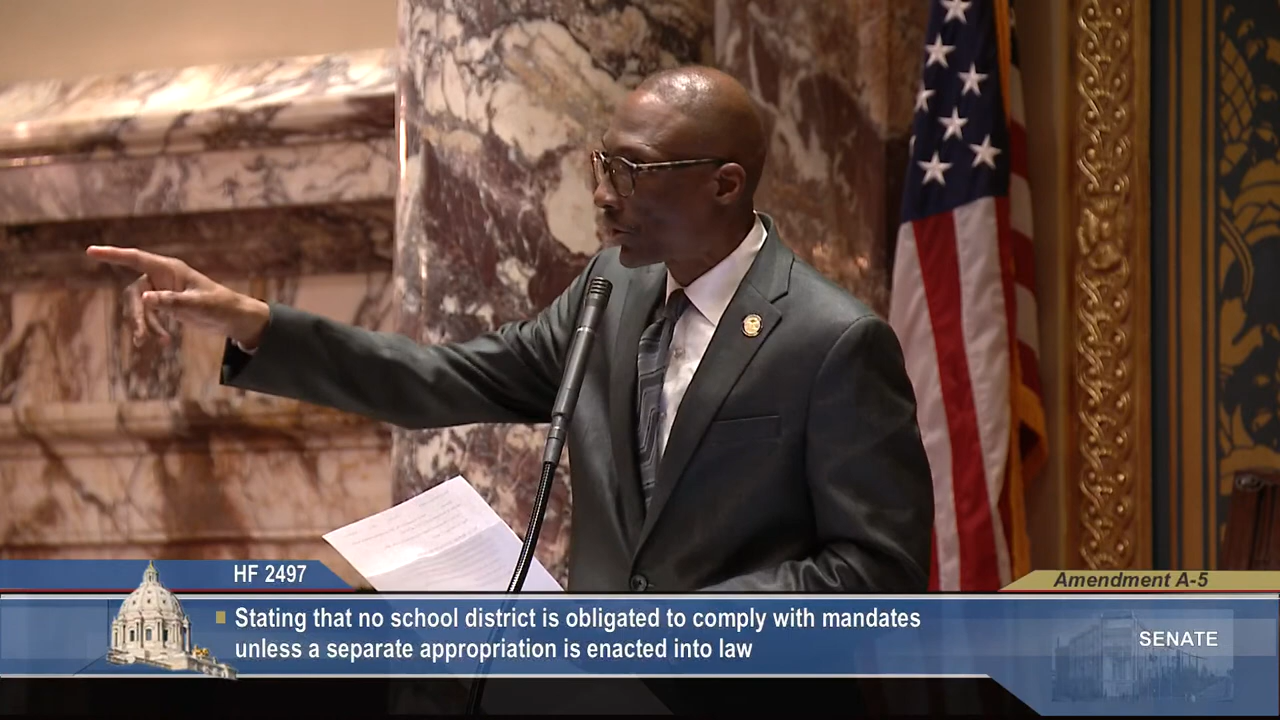 HF 2497
Amendment A-5
Stating that no school district is obligated to comply with mandates
unless a separate appropriation is enacted into law
SENATE